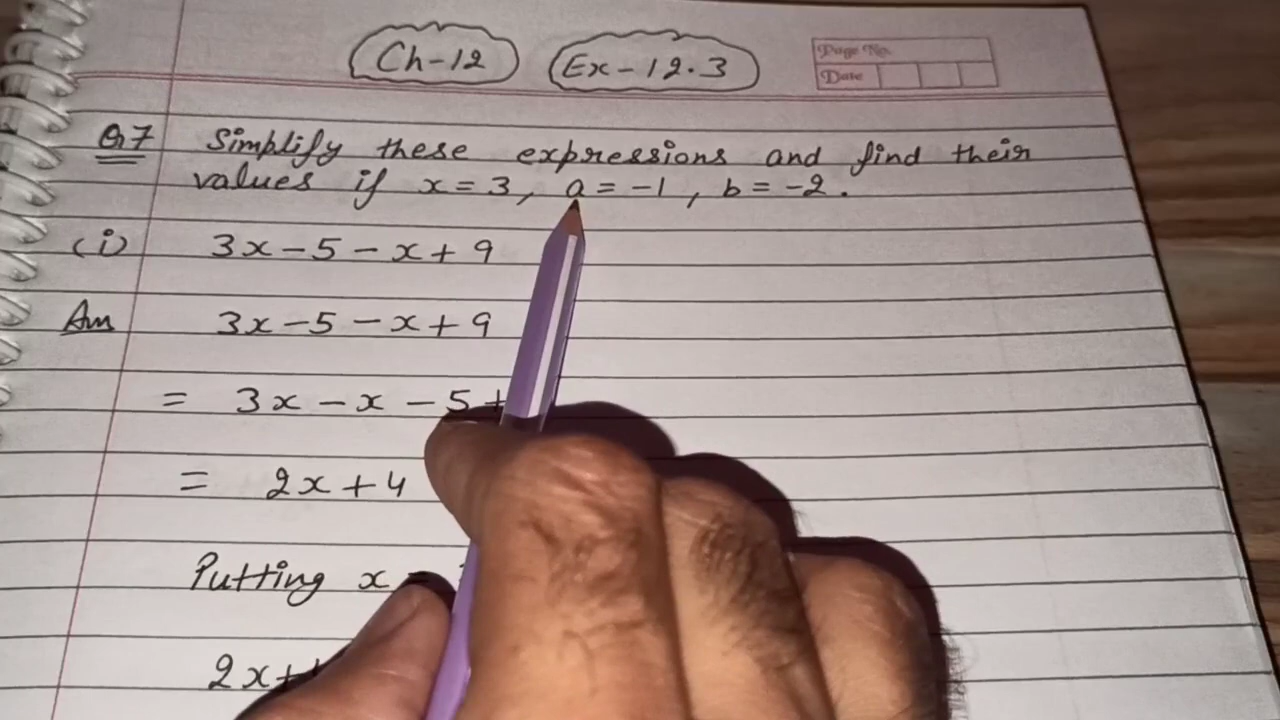 Ch-12 Ex-12.3
Page No.
Date
Q7 Simplify these expressions and find their
values if x = 3, a = -1, b = -2.
(i) 3x - 5 - x + 9
Ans 3x - 5 - x + 9
= 3x - x - 5 +
= 2x + 4
Putting x =
2x+